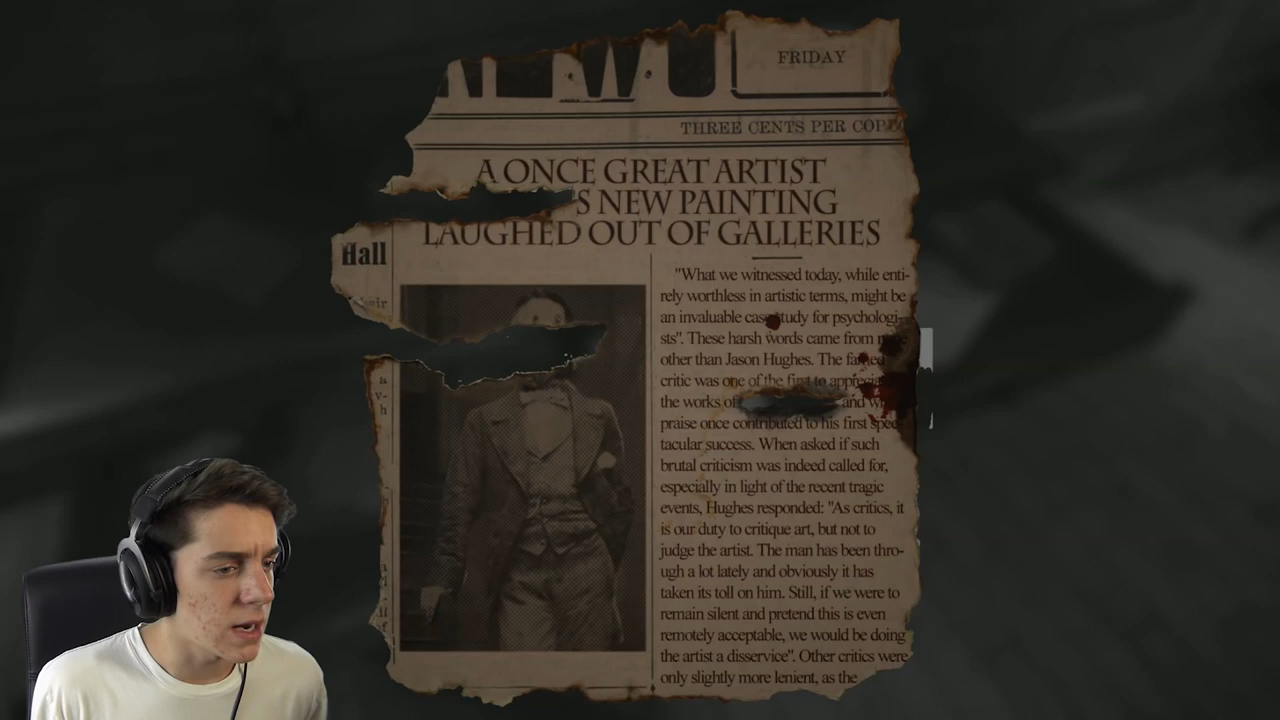 FRIDAY
THREE CENTS PER COPY
A ONCE GREAT ARTIST
'S NEW PAINTING
LAUGHED OUT OF GALLERIES
Hall
"What we witnessed today, while enti-
rely worthless in artistic terms, might be
an invaluable case study for psychologi-
sts". These harsh words came from none
other than Jason Hughes. The famed
critic was one of the first to
the works of and
praise once contributed to his first spec-
tacular success. When asked if such
brutal criticism was indeed called for,
especially in light of the recent tragic
events, Hughes responded: "As critics, it
is our duty to critique art, but not to
judge the artist. The man has been thro-
ugh a lot lately and obviously it has
taken its toll on him. Still, if we were to
remain silent and pretend this is even
remotely acceptable, we would be doing
the artist a disservice". Other critics were
only slightly more lenient, as the